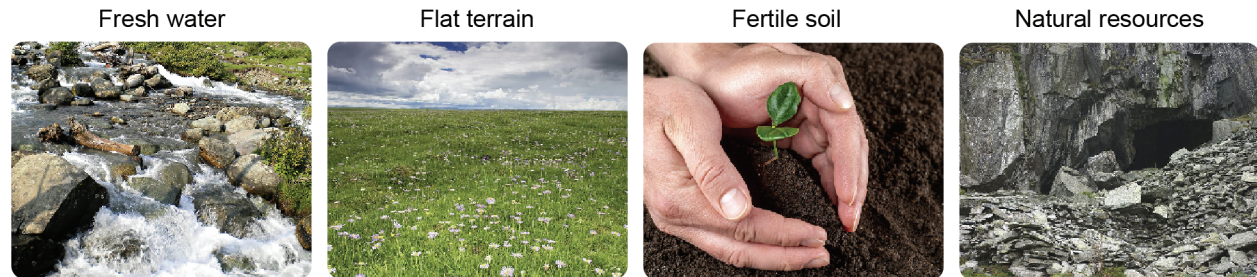 Fresh water
Flat terrain
Fertile soil
Natural resources